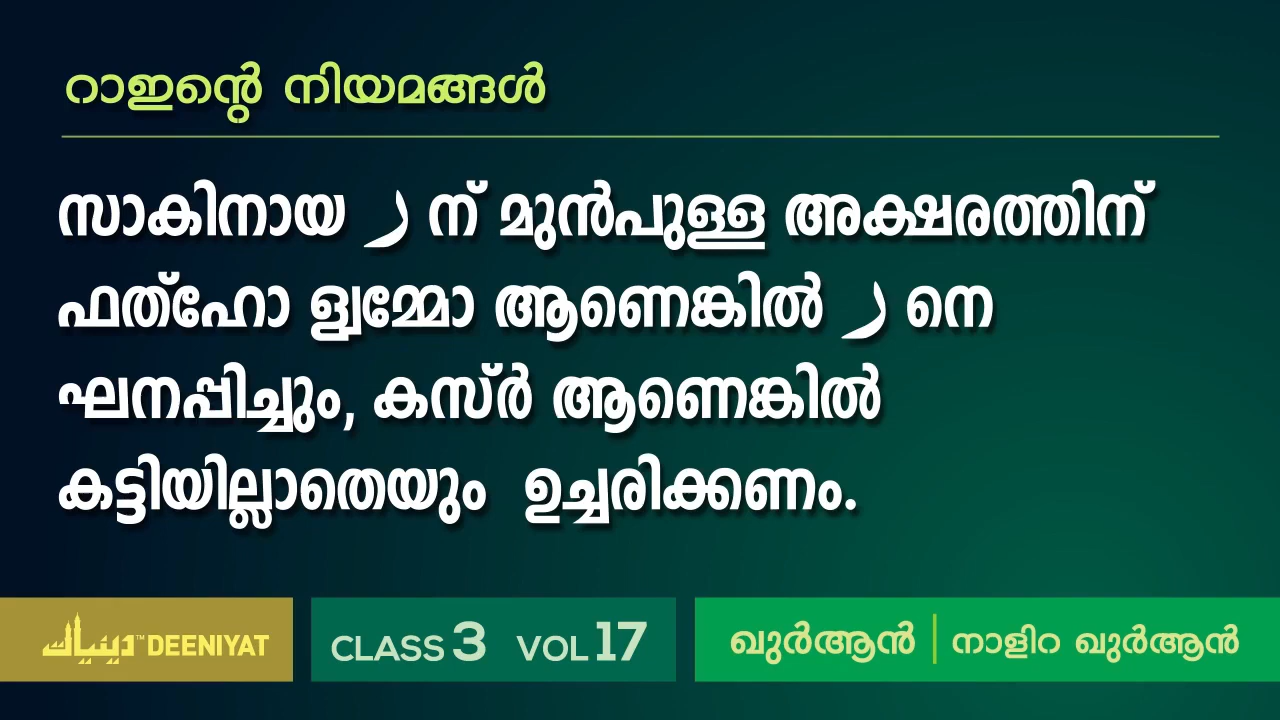 റാഇന്റെ നിയമങ്ങൾ
സാകിനായ ر ന് മുൻപുള്ള അക്ഷരത്തിന്
ഫത്ഹോ ള്വമ്മോ ആണെങ്കിൽ ر നെ
ഘനപ്പിച്ചും, കസ്ർ ആണെങ്കിൽ
കട്ടിയില്ലാതെയും ഉച്ചരിക്കണം.
دينيات™ DEENIYAT
CLASS 3 VOL 17
ഖുർആൻ | നാളിറ ഖുർആൻ